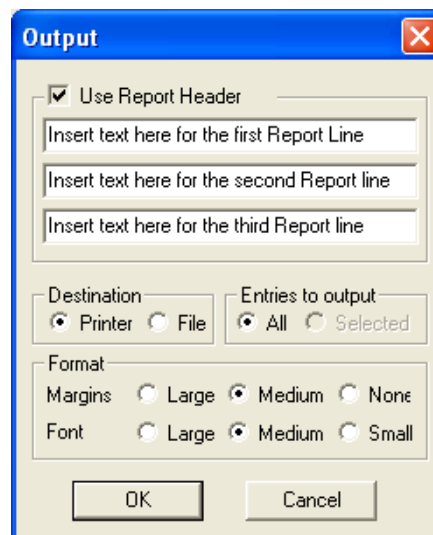 Output
Use Report Header
Insert text here for the first Report Line
Insert text here for the second Report line
Insert text here for the third Report line
Destination Entries to output
Printer File All Selected
Format
Margins Large Medium None
Font Large Medium Small
OK Cancel